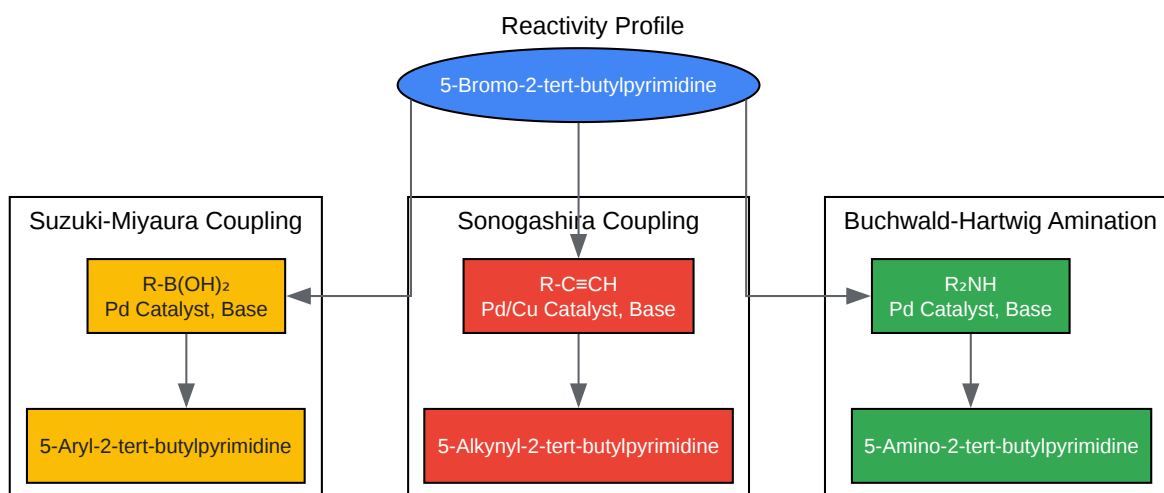 Reactivity Profile
5-Bromo-2-tert-butylpyrimidine
Suzuki-Miyaura Coupling
R-B(OH)₂
Pd Catalyst, Base
5-Aryl-2-tert-butylpyrimidine
Sonogashira Coupling
R-C≡CH
Pd/Cu Catalyst, Base
5-Alkynyl-2-tert-butylpyrimidine
Buchwald-Hartwig Amination
R₂NH
Pd Catalyst, Base
5-Amino-2-tert-butylpyrimidine